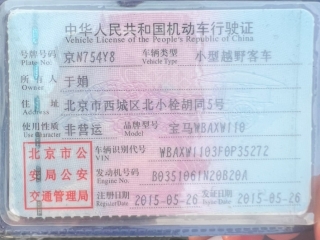 中华人民共和国机动车行驶证
Vehicle License of the People's Republic of China
号牌号码 京N754Y8 车辆类型 小型越野客车
Plate No. Vehicle Type
所有人 于娟
Owner
住址 北京市西城区北小栓胡同5号
Address
使用性质 非营运 品牌型号 宝马WBAXW110
Use Character Model
北京市公安局公安交通管理局
车辆识别代号 WBAXW1103F0P35272
VIN
发动机号码 B0351061N20B20A
Engine No.
注册日期 2015-05-26 发证日期 2015-05-26
Register Date Issue Date